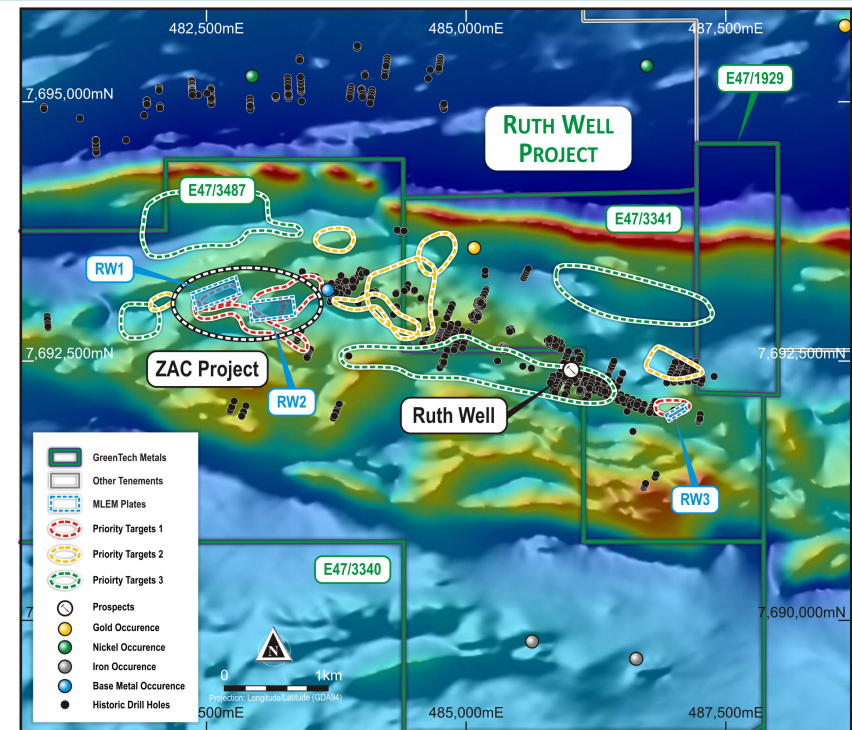 482,500mE
485,000mE
487,500mE
7,695,000mN
E47/1929
RUTH WELL
PROJECT
E47/3487
E47/3341
RW1
7,692,500mN
7,692,500mN
ZAC Project
RW2
Ruth Well
RW3
GreenTech Metals
Other Tenements
MLEM Plates
Priority Targets 1
Priority Targets 2
Prioirty Targets 3
Prospects
Gold Occurence
Nickel Occurence
Iron Occurence
Base Metal Occurence
Historic Drill Holes
E47/3340
7
7,690,000mN
N
0 1km
Projection: Longitude/Latitude (GDA94)
500mE
485,000mE
487,500mE